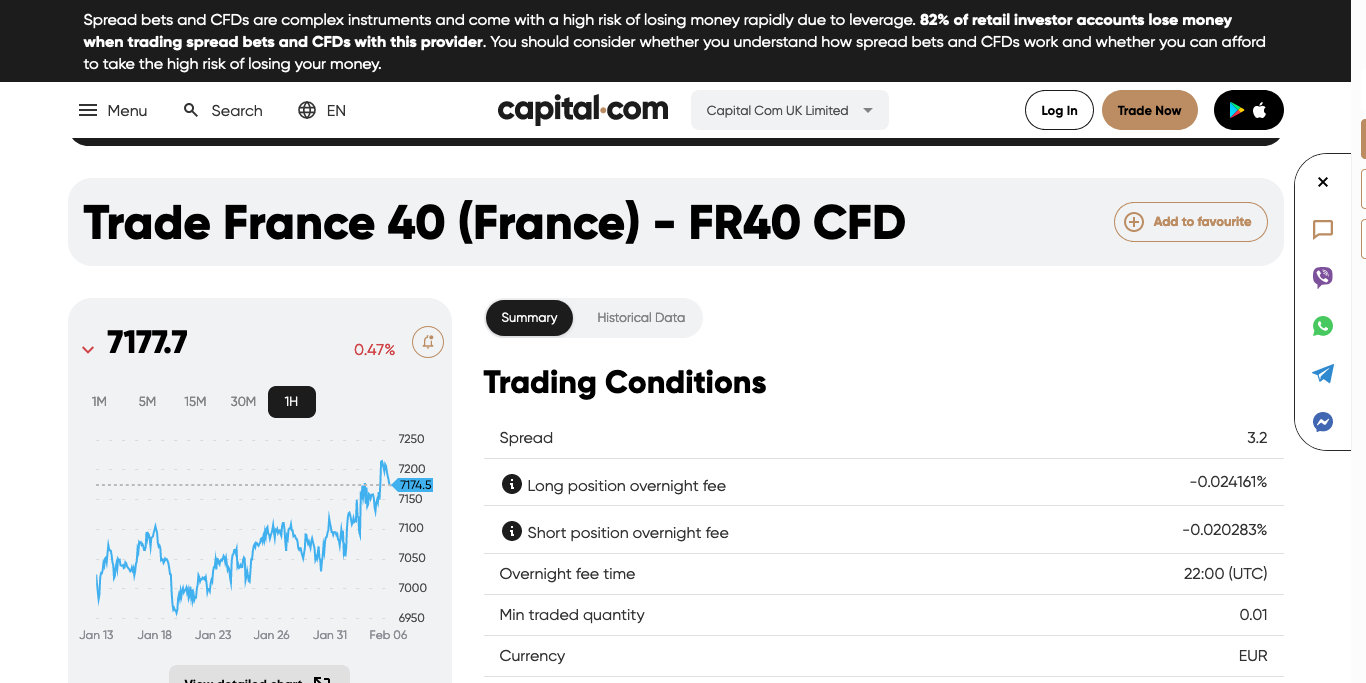 Spread bets and CFDs are complex instruments and come with a high risk of losing money rapidly due to leverage. 82% of retail investor accounts lose money
when trading spread bets and CFDs with this provider. You should consider whether you understand how spread bets and CFDs work and whether you can afford
to take the high risk of losing your money.
Menu
Search
EN
capital.com
Capital Com UK Limited
Log In
Trade Now
Trade France 40 (France) - FR40 CFD
Add to favourite
7177.7
0.47%
1M
5M
15M
30M
1H
7250
7200
7174.5
7150
7100
7050
7000
6950
Jan 13
Jan 18
Jan 23
Jan 26
Jan 31
Feb 06
View detailed chart
Summary
Historical Data
Trading Conditions
Spread 3.2
Long position overnight fee -0.024161%
Short position overnight fee -0.020283%
Overnight fee time 22:00 (UTC)
Min traded quantity 0.01
Currency EUR